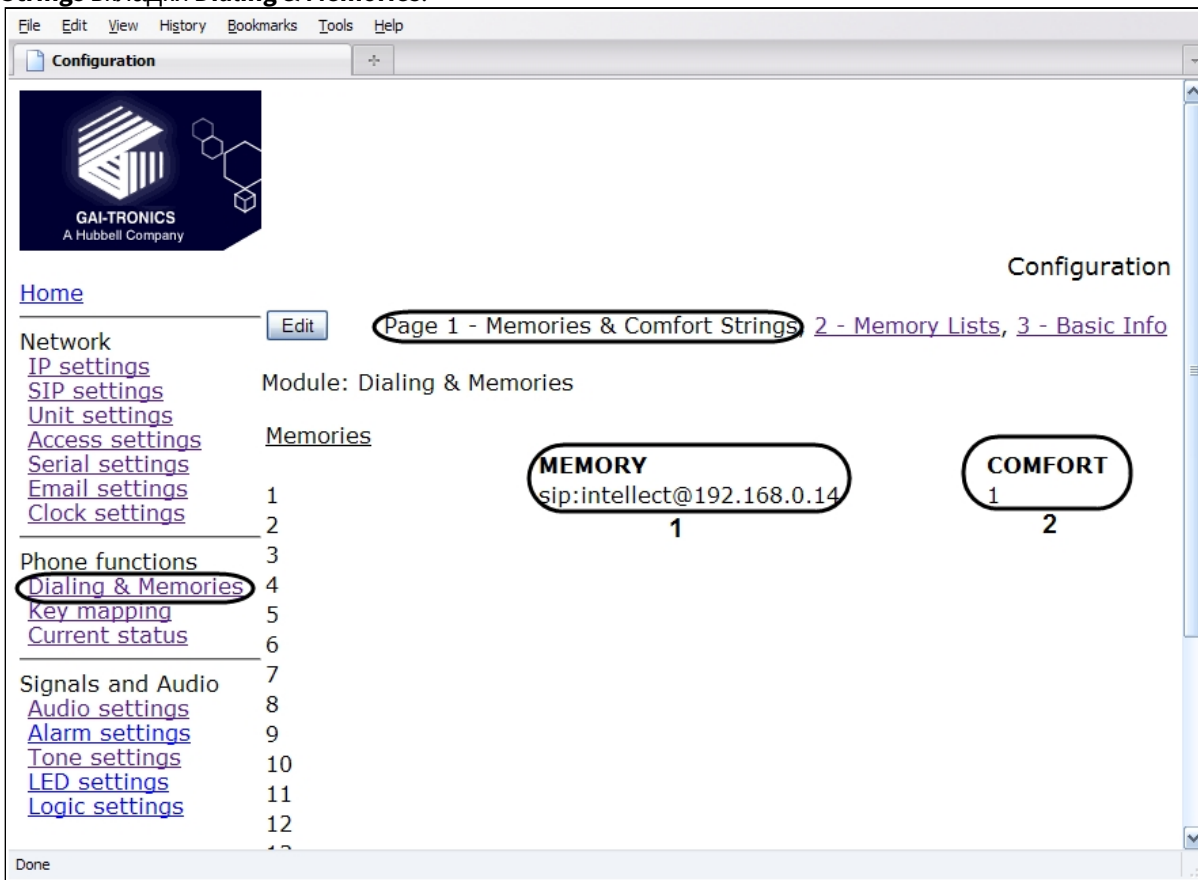 Strings вкладки Dialing & Memories.
File Edit View History Bookmarks Tools Help
Configuration
GAI-TRONICS
A Hubbell Company
Configuration
Home
Edit Page 1 - Memories & Comfort Strings, 2 - Memory Lists, 3 - Basic Info
Network
IP settings
SIP settings
Unit settings
Access settings
Serial settings
Email settings
Clock settings
Phone functions
Dialing & Memories
Key mapping
Current status
Signals and Audio
Audio settings
Alarm settings
Tone settings
LED settings
Logic settings
Module: Dialing & Memories
Memories
MEMORY COMFORT
1 sip:intellect@192.168.0.14 1
1 2
2
3
4
5
6
7
8
9
10
11
12
Done